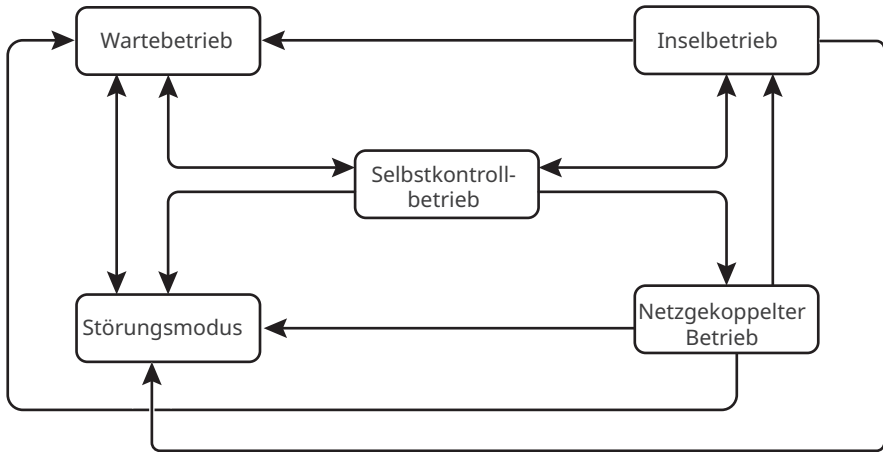 Wartebetrieb
Inselbetrieb
Selbstkontroll-
betrieb
Störungsmodus
Netzgekoppelter
Betrieb